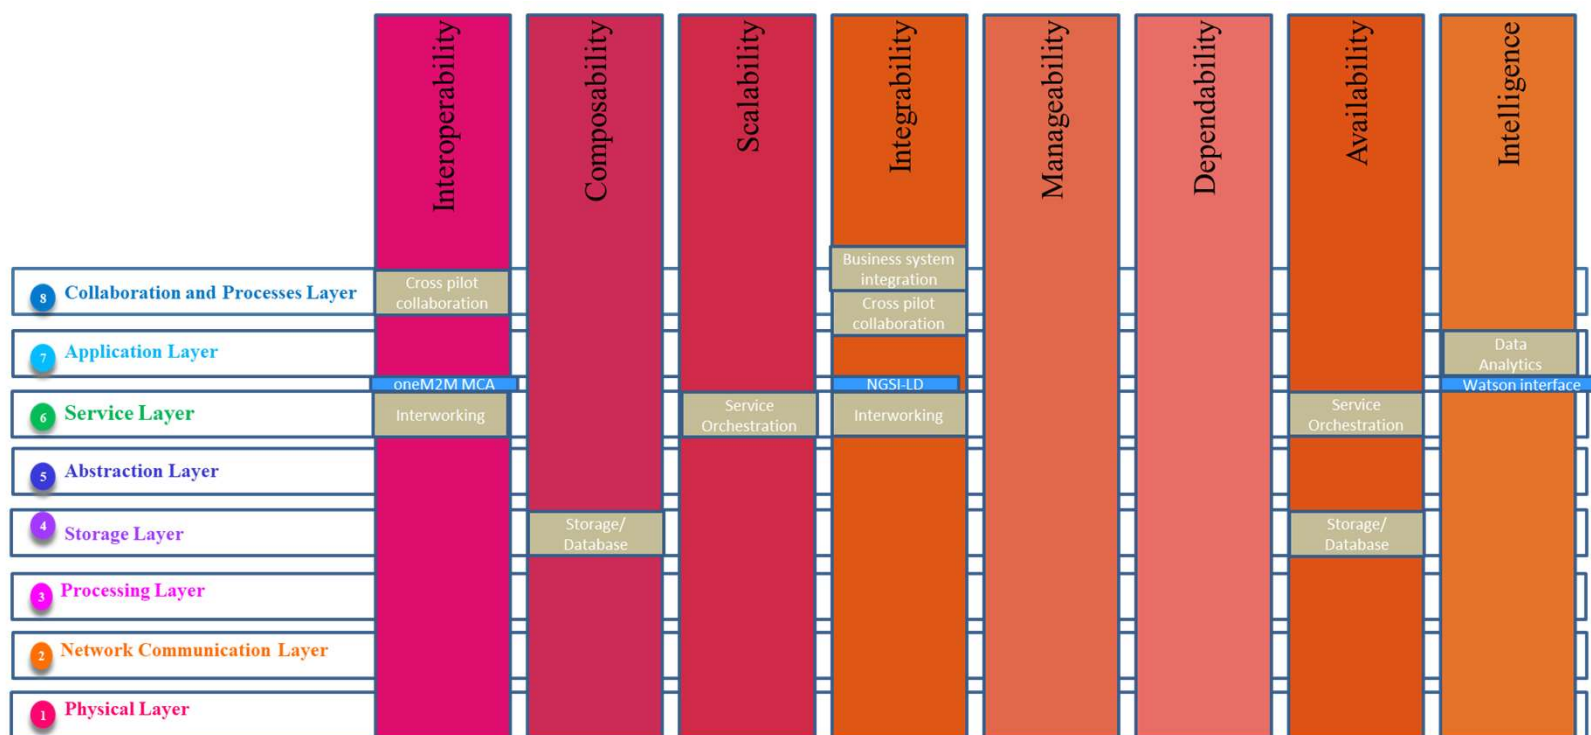 Interoperability
Composability
Scalability
Integrability
Manageability
Dependability
Availability
Intelligence
Business system
integration
8 Collaboration and Processes Layer
Cross pilot
collaboration
Cross pilot
collaboration
7 Application Layer
Data
Analytics
oneM2M MCA
NGSI-LD
Watson interface
6 Service Layer
Interworking
Service
Orchestration
Interworking
Service
Orchestration
5 Abstraction Layer
4 Storage Layer
Storage/
Database
Storage/
Database
3 Processing Layer
2 Network Communication Layer
1 Physical Layer